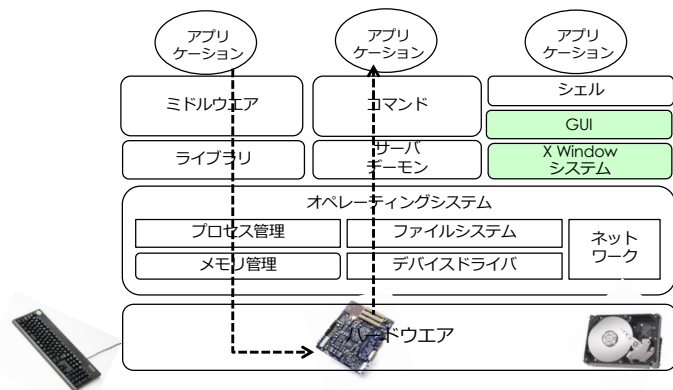 アプリ
ケーション
アプリ
ケーション
アプリ
ケーション
ミドルウエア
コマンド
シェル
GUI
ライブラリ
サーバ
デーモン
X Window
システム
オペレーティングシステム
プロセス管理
ファイルシステム
ネット
ワーク
メモリ管理
デバイスドライバ
ハードウエア